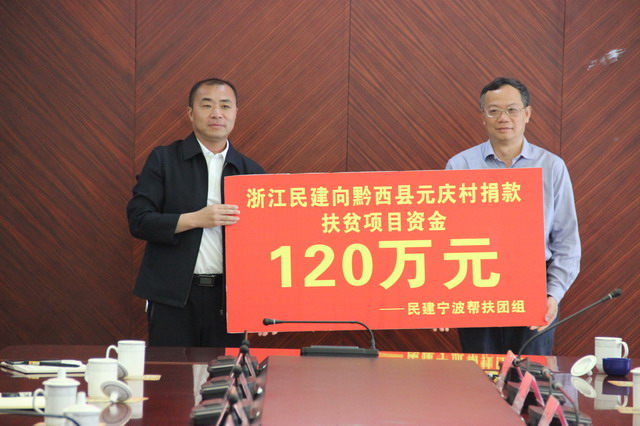 浙江民建向黔西县元庆村捐款
扶贫项目资金
120万元
——民建宁波帮扶团组